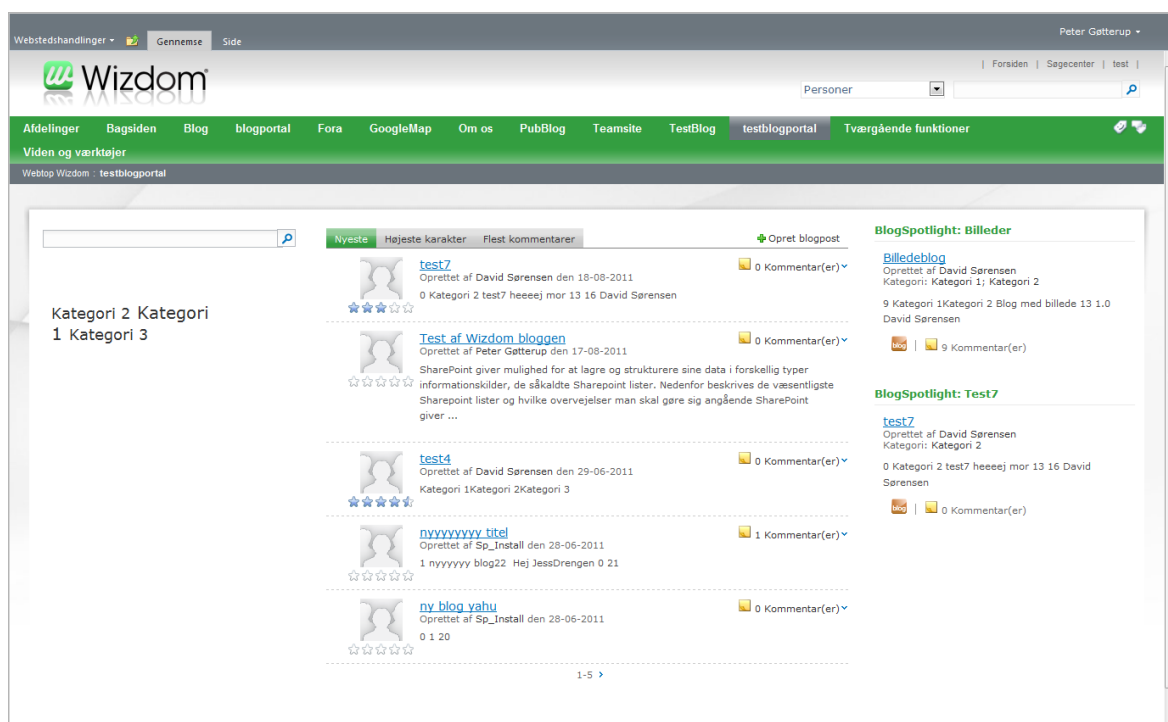 Webstedshandlinger Gennemse Side Peter Gøtterup
Wizdom
| Forsiden | Søgecenter | test |
Personer
Afdelinger Bagsiden Blog blogportal Fora GoogleMap Om os PubBlog Teamsite TestBlog testblogportal Tværgående funktioner
Viden og værktøjer
Webtop Wizdom : testblogportal
Kategori 2 Kategori
1 Kategori 3
Nyeste Højeste karakter Flest kommentarer Opret blogpost
test7 0 Kommentar(er)
Oprettet af David Sørensen den 18-08-2011
0 Kategori 2 test7 heeeej mor 13 16 David Sørensen
Test af Wizdom bloggen 0 Kommentar(er)
Oprettet af Peter Gøtterup den 17-08-2011
SharePoint giver mulighed for at lagre og strukturere sine data i forskellig typer
informationskilder, de såkaldte Sharepoint lister. Nedenfor beskrives de væsentligste
Sharepoint lister og hvilke overvejelser man skal gøre sig angående SharePoint
giver ...
test4 0 Kommentar(er)
Oprettet af David Sørensen den 29-06-2011
Kategori 1Kategori 2Kategori 3
nyyyyyyyy titel 1 Kommentar(er)
Oprettet af Sp_Install den 28-06-2011
1 nyyyyyy blog22 Hej JessDrengen 0 21
ny blog yahu 0 Kommentar(er)
Oprettet af Sp_Install den 28-06-2011
0 1 20
1-5
BlogSpotlight: Billeder
Billedeblog
Oprettet af David Sørensen
Kategori: Kategori 1; Kategori 2
9 Kategori 1Kategori 2 Blog med billede 13 1.0
David Sørensen
blog | 9 Kommentar(er)
BlogSpotlight: Test7
test7
Oprettet af David Sørensen
Kategori: Kategori 2
0 Kategori 2 test7 heeeej mor 13 16 David
Sørensen
blog | 0 Kommentar(er)